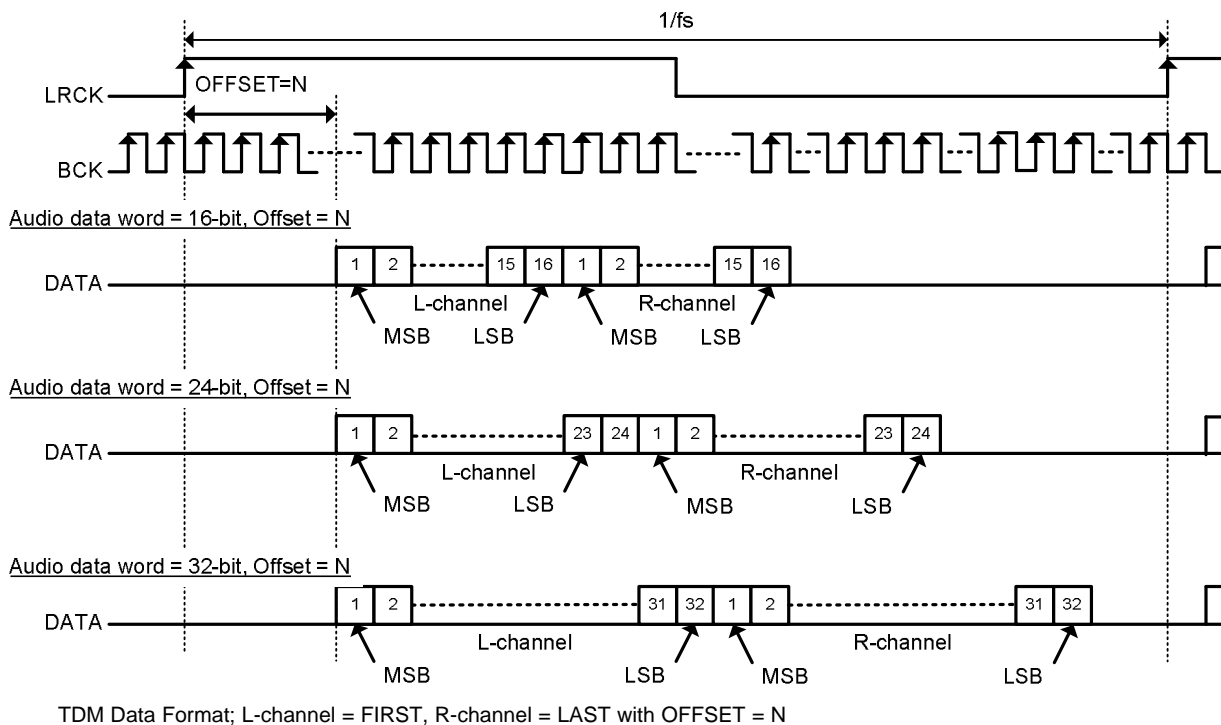 1/fs
OFFSET=N
LRCK
BCK
Audio data word = 16-bit, Offset = N
1 2 15 16 1 2 15 16
DATA
L-channel R-channel
MSB LSB MSB LSB
Audio data word = 24-bit, Offset = N
1 2 23 24 1 2 23 24
DATA
L-channel R-channel
MSB LSB MSB LSB
Audio data word = 32-bit, Offset = N
1 2 31 32 1 2 31 32
DATA
L-channel R-channel
MSB LSB MSB LSB
TDM Data Format; L-channel = FIRST, R-channel = LAST with OFFSET = N